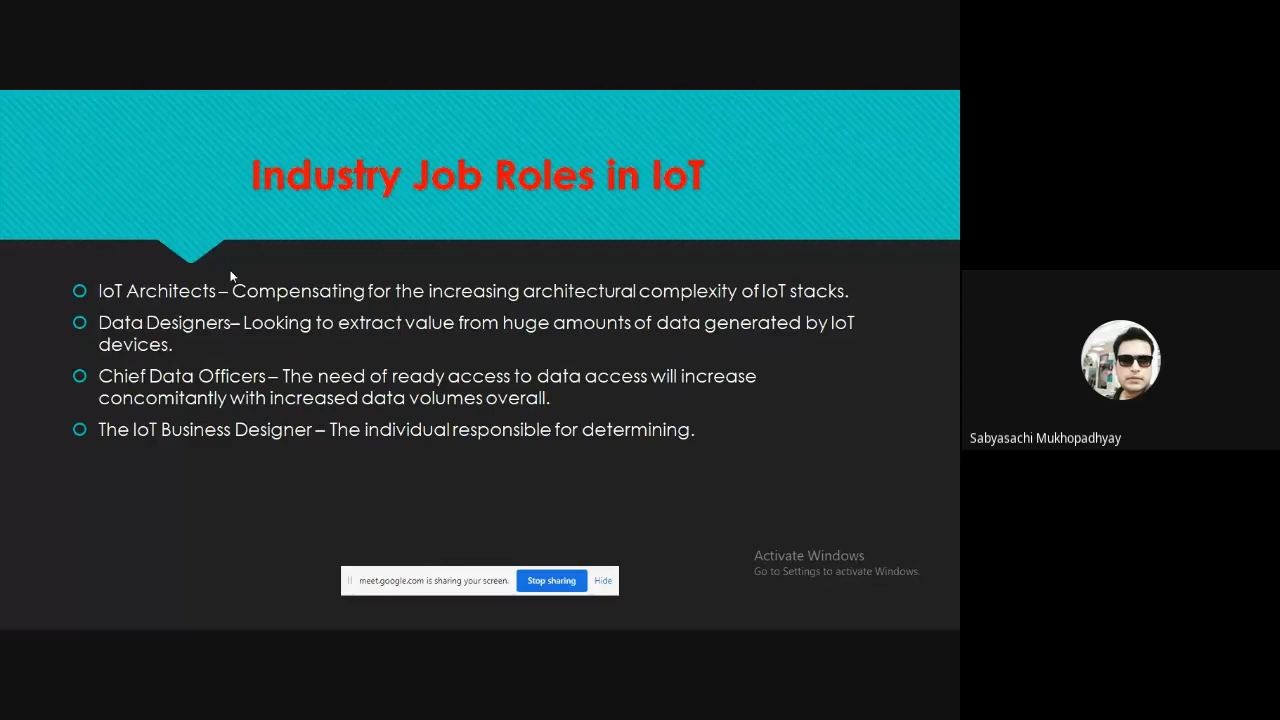 Industry Job Roles in IoT
IoT Architects – Compensating for the increasing architectural complexity of IoT stacks.
Data Designers– Looking to extract value from huge amounts of data generated by IoT
devices.
Chief Data Officers – The need of ready access to data access will increase
concomitantly with increased data volumes overall.
The IoT Business Designer – The individual responsible for determining.
Sabyasachi Mukhopadhyay
Activate Windows
Go to Settings to activate Windows.
meet.google.com is sharing your screen. Stop sharing Hide